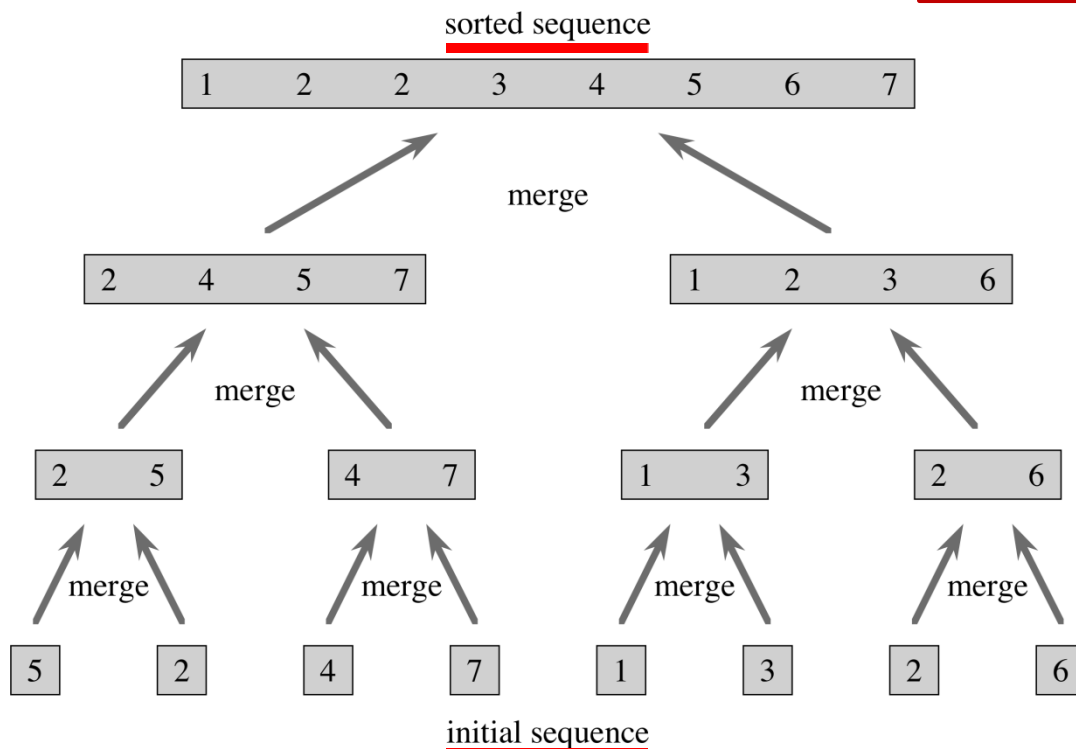 sorted sequence
1 2 2 3 4 5 6 7
merge
2 4 5 7 1 2 3 6
merge merge
2 5 4 7 1 3 2 6
merge merge merge merge
5 2 4 7 1 3 2 6
initial sequence